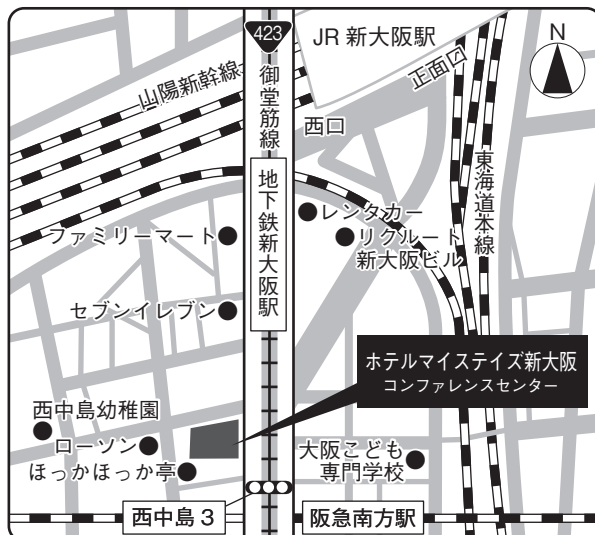 423
JR 新大阪駅
N
正面口
山陽新幹線
御堂筋線
西口
東海道本線
地下鉄新大阪駅
レンタカー
ファミリーマート
リクルート
新大阪ビル
セブンイレブン
ホテルマイステイズ新大阪
コンファレンスセンター
西中島幼稚園
ローソン
大阪こども
専門学校
ほっかほっか亭
西中島 3
阪急南方駅